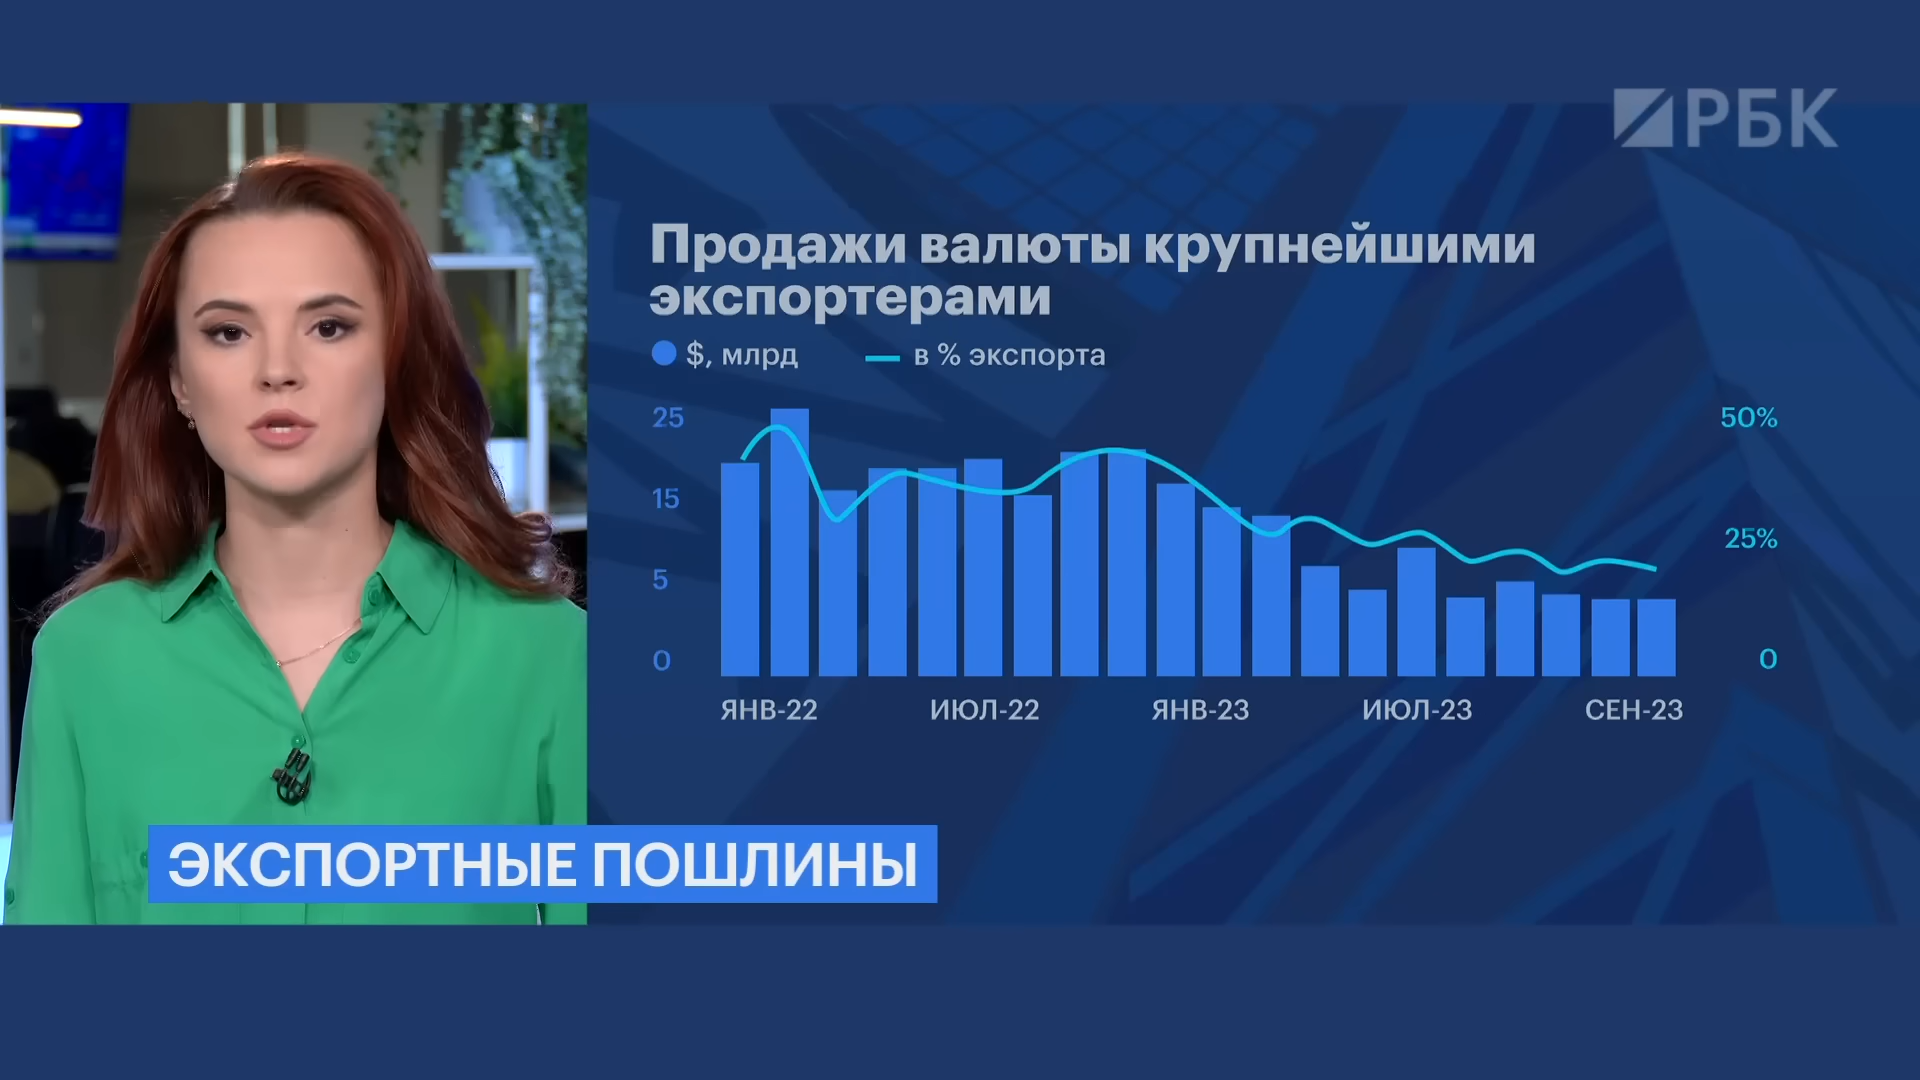 РБК
Продажи валюты крупнейшими
экспортерами
$, млрд
в % экспорта
25
15
5
0
50%
25%
0
ЯНВ-22
ИЮЛ-22
ЯНВ-23
ИЮЛ-23
СЕН-23
ЭКСПОРТНЫЕ ПОШЛИНЫ